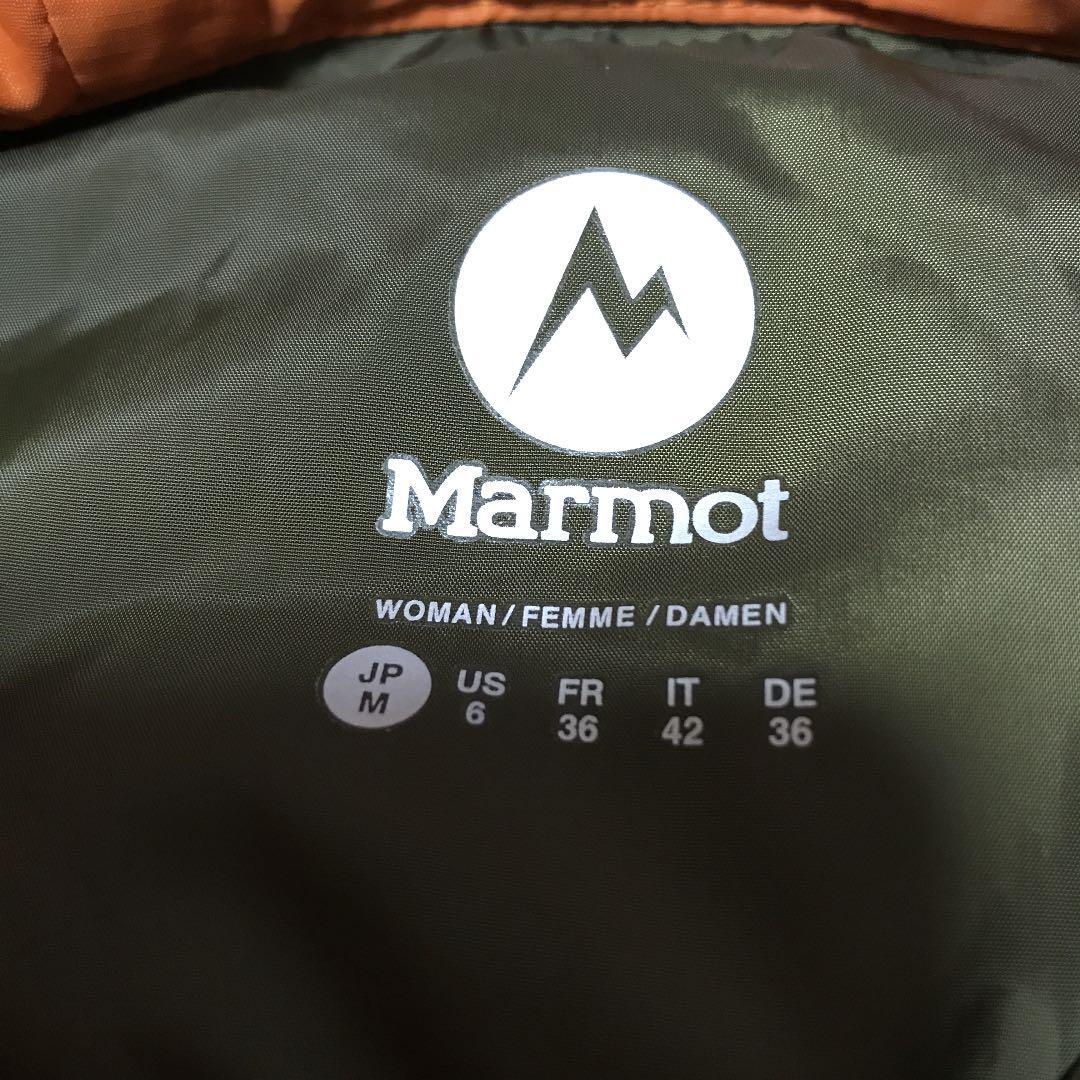 Marmot
WOMAN/FEMME/DAMEN
JP US FR IT DE
M 6 36 42 36